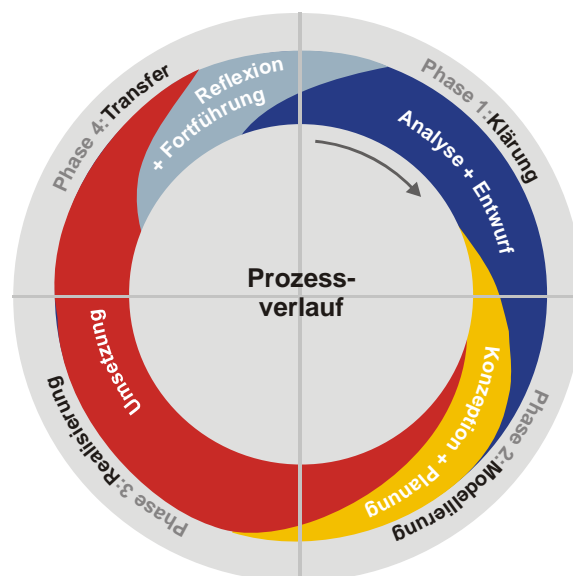 Prozess-
verlauf
Phase 1:Klärung
Analyse + Entwurf
Phase 2:Modellierung
Konzeption + Planung
Phase 3:Realisierung
Umsetzung
Phase 4:Transfer
Reflexion
+ Fortführung